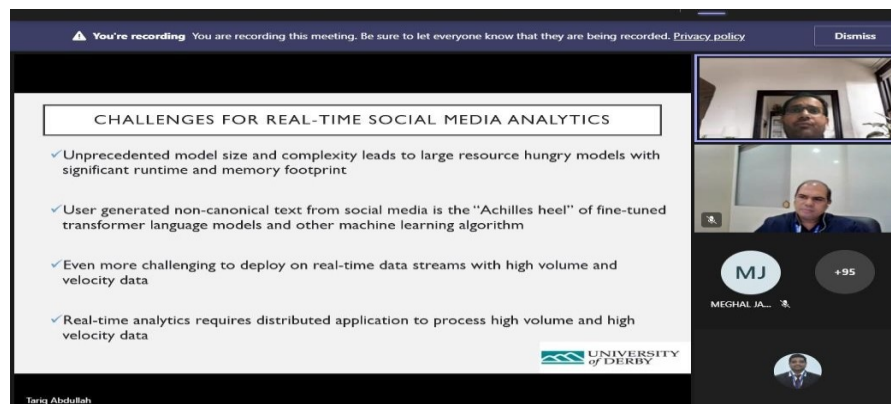 You're recording You are recording this meeting. Be sure to let everyone know that they are being recorded. Privacy policy
Dismiss
CHALLENGES FOR REAL-TIME SOCIAL MEDIA ANALYTICS
✓Unprecedented model size and complexity leads to large resource hungry models with
significant runtime and memory footprint
✓User generated non-canonical text from social media is the “Achilles heel” of fine-tuned
transformer language models and other machine learning algorithm
✓Even more challenging to deploy on real-time data streams with high volume and
velocity data
✓Real-time analytics requires distributed application to process high volume and high
velocity data
UNIVERSITY
of DERBY
MJ
+95
MEGHAL JA...
Tariq Abdullah